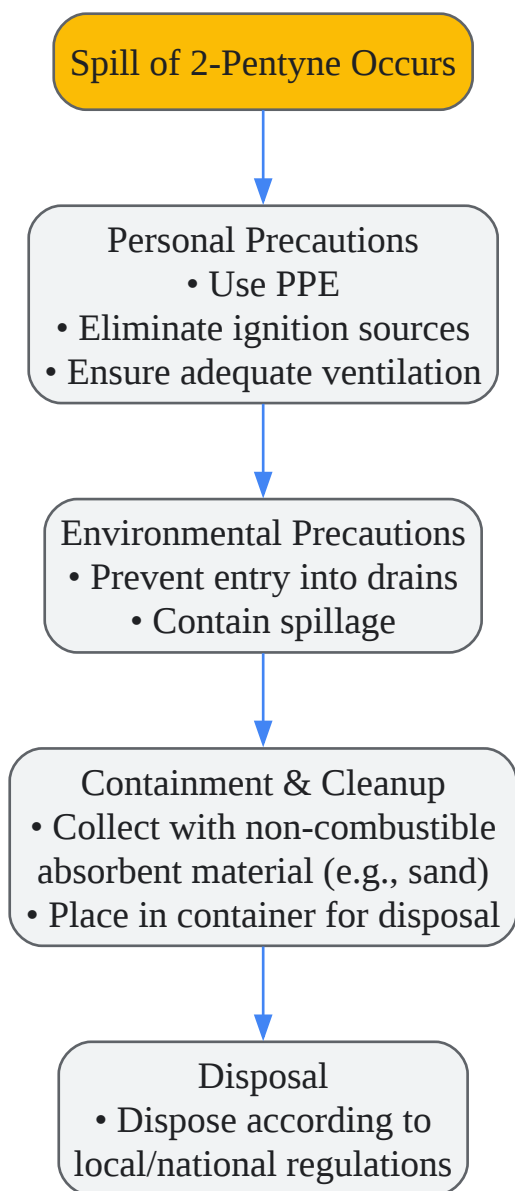 Spill of 2-Pentyne Occurs
Personal Precautions
• Use PPE
• Eliminate ignition sources
• Ensure adequate ventilation
Environmental Precautions
• Prevent entry into drains
• Contain spillage
Containment & Cleanup
• Collect with non-combustible
absorbent material (e.g., sand)
• Place in container for disposal
Disposal
• Dispose according to
local/national regulations